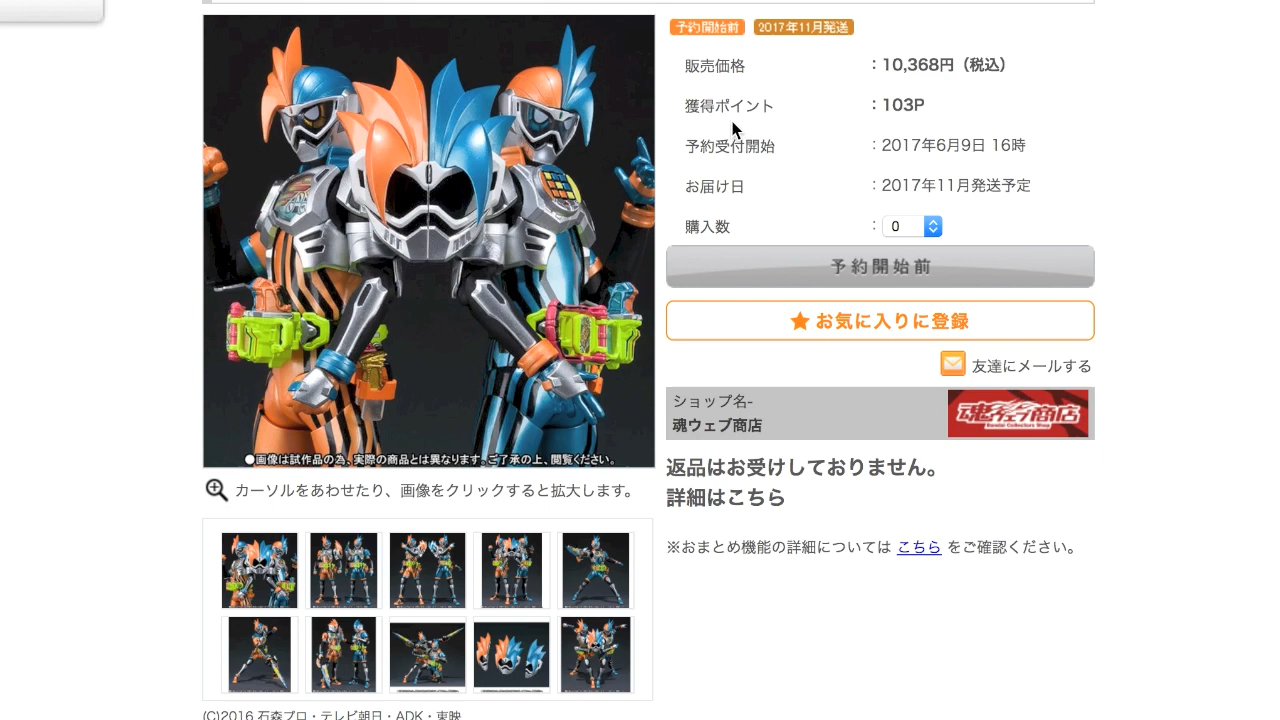 予約開始前 2017年11月発送
販売価格 : 10,368円（税込）
獲得ポイント : 103P
予約受付開始 : 2017年6月9日 16時
お届け日 : 2017年11月発送予定
購入数 : 0
予約開始前
★お気に入りに登録
友達にメールする
ショップ名-
魂ウェブ商店
魂ウェブ商店
返品はお受けしておりません。
詳細はこちら
※おまとめ機能の詳細については こちら をご確認ください。
●画像は試作品の為、実際の商品とは異なります。ご了承の上、閲覧ください。
カーソルをあわせたり、画像をクリックすると拡大します。
(C)2016 石森プロ・テレビ朝日・ADK・東映